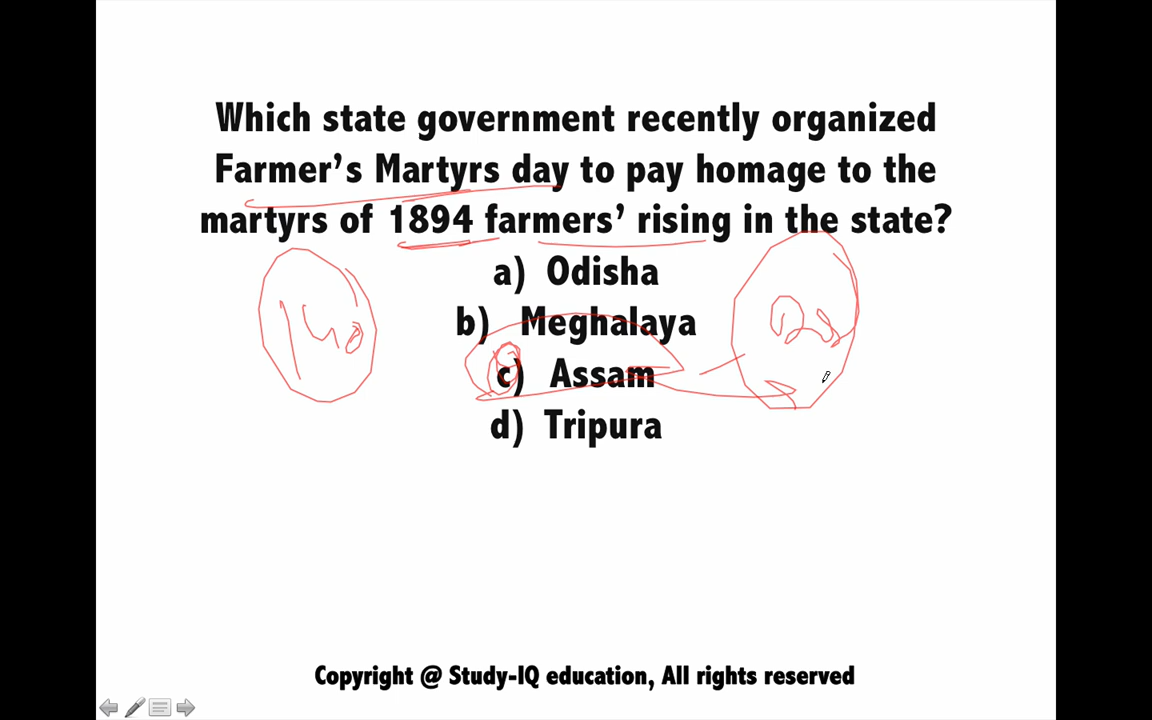 Which state government recently organized
Farmer’s Martyrs day to pay homage to the
martyrs of 1894 farmers’ rising in the state?
a) Odisha
b) Meghalaya
c) Assam
d) Tripura
Copyright @ Study-IQ education, All rights reserved